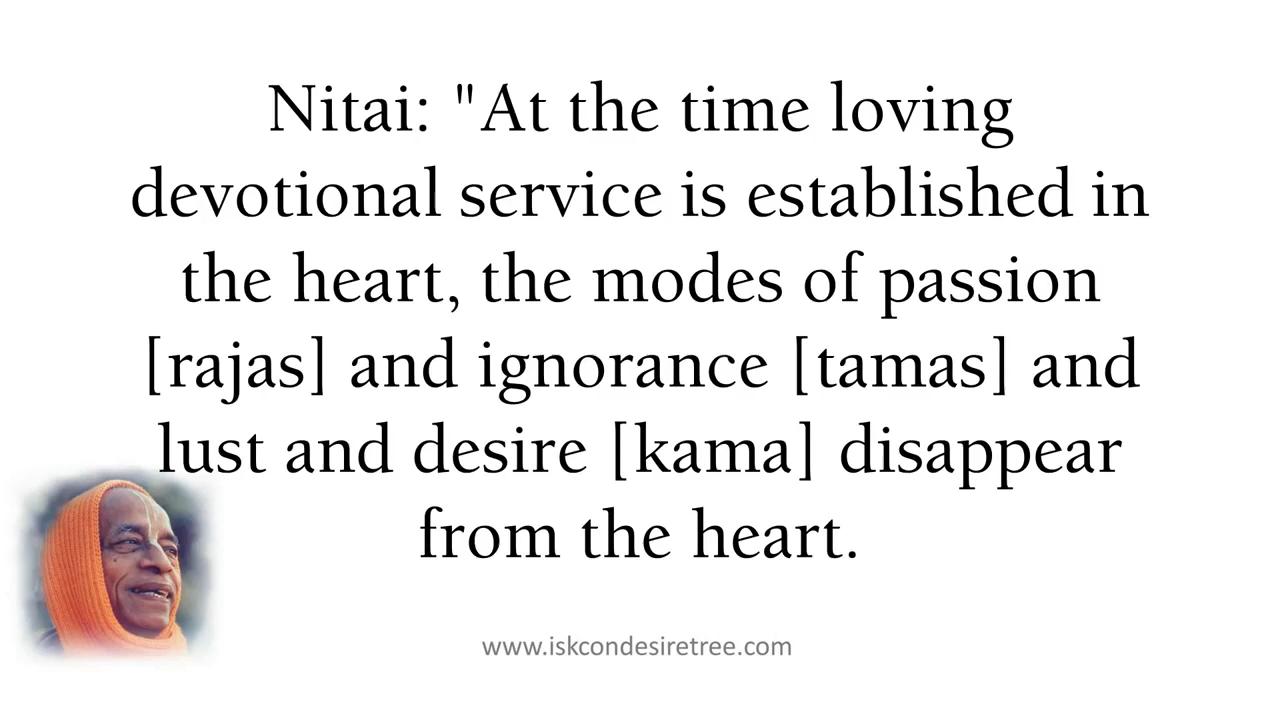 Nitai: "At the time loving
devotional service is established in
the heart, the modes of passion
[rajas] and ignorance [tamas] and
lust and desire [kama] disappear
from the heart.
www.iskcondesiretree.com